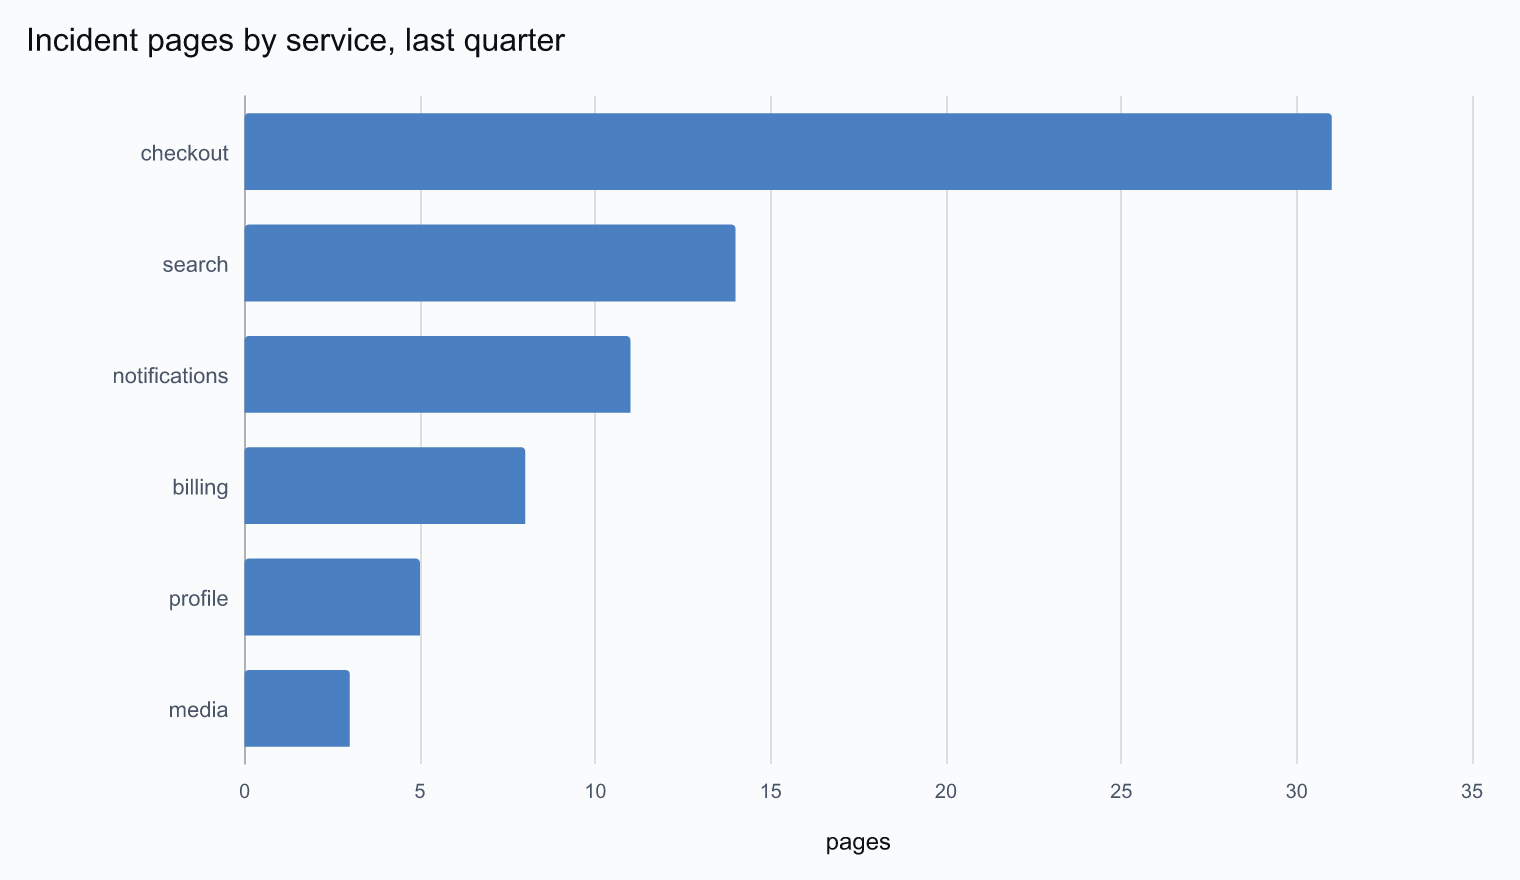 Incident pages by service, last quarter
checkout
search
notifications
billing
profile
media
0 5 10 15 20 25 30 35
pages